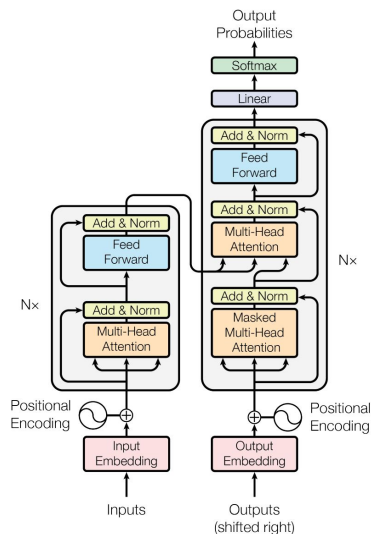 Output
Probabilities
Softmax
Linear
Add & Norm
Feed
Forward
Add & Norm
Multi-Head
Attention
Add & Norm
Masked
Multi-Head
Attention
N×
Add & Norm
Feed
Forward
Add & Norm
Multi-Head
Attention
N×
Positional
Encoding
Positional
Encoding
Input
Embedding
Output
Embedding
Inputs
Outputs
(shifted right)